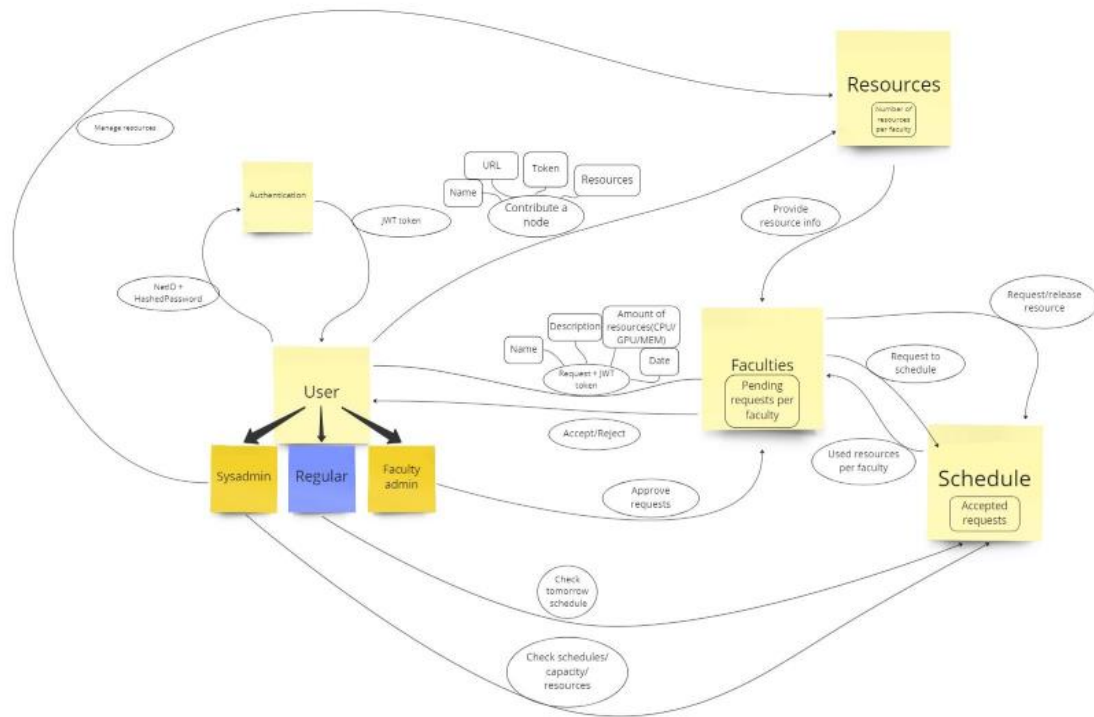 Resources
Number of
resources
per faculty
Manage resources
URL
Token
Resources
Name
Contribute a
node
Authentication
JWT token
Provide
resource info
NetID +
HashedPassword
Request/release
resource
Description
Amount of
resources(CPU/
GPU/MEM)
Name
Date
Request + JWT
token
Faculties
Pending
requests per
faculty
Request to
schedule
User
Accept/Reject
Used resources
per faculty
Sysadmin
Regular
Faculty
admin
Approve
requests
Schedule
Accepted
requests
Check
tomorrow
schedule
Check schedules/
capacity/
resources